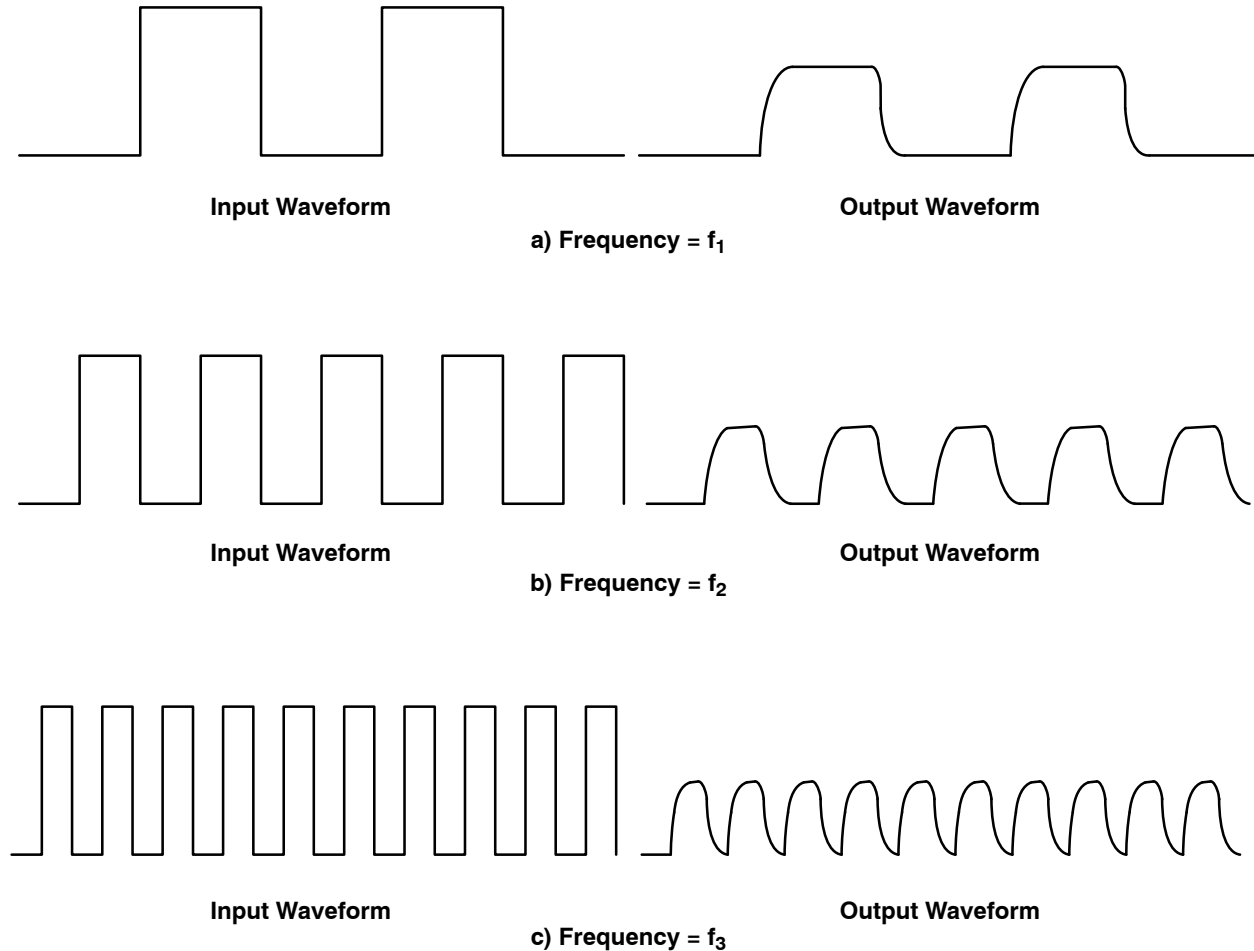 Input Waveform
Output Waveform
a) Frequency = f₁
Input Waveform
Output Waveform
b) Frequency = f₂
Input Waveform
Output Waveform
c) Frequency = f₃